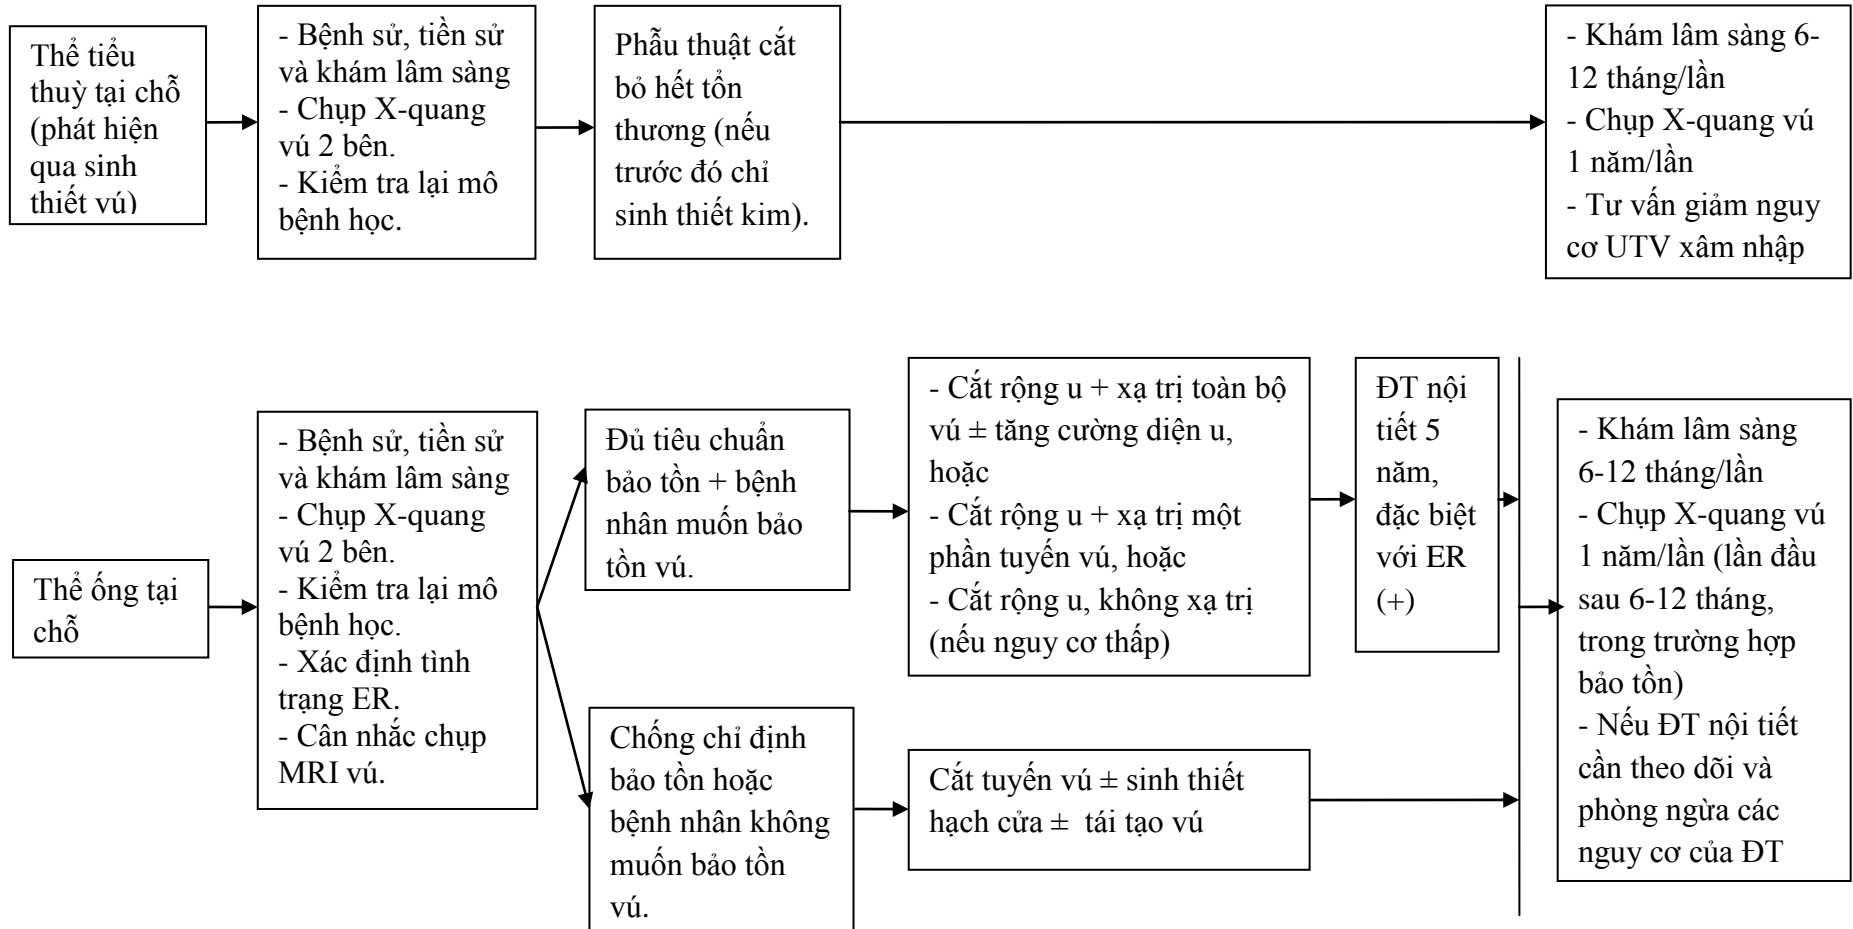 Thể tiểu
thuỳ tại chỗ
(phát hiện
qua sinh
thiết vú)
- Bệnh sử, tiền sử
và khám lâm sàng
- Chụp X-quang
vú 2 bên.
- Kiểm tra lại mô
bệnh học.
Phẫu thuật cắt
bỏ hết tổn
thương (nếu
trước đó chỉ
sinh thiết kim).
- Khám lâm sàng 6-
12 tháng/lần
- Chụp X-quang vú
1 năm/lần
- Tư vấn giảm nguy
cơ UTV xâm nhập
Thể ống tại
chỗ
- Bệnh sử, tiền sử
và khám lâm sàng
- Chụp X-quang
vú 2 bên.
- Kiểm tra lại mô
bệnh học.
- Xác định tình
trạng ER.
- Cân nhắc chụp
MRI vú.
Đủ tiêu chuẩn
bảo tồn + bệnh
nhân muốn bảo
tồn vú.
- Cắt rộng u + xạ trị toàn bộ
vú ± tăng cường diện u,
hoặc
- Cắt rộng u + xạ trị một
phần tuyến vú, hoặc
- Cắt rộng u, không xạ trị
(nếu nguy cơ thấp)
ĐT nội
tiết 5
năm,
đặc biệt
với ER
(+)
Chống chỉ định
bảo tồn hoặc
bệnh nhân không
muốn bảo tồn
vú.
Cắt tuyến vú ± sinh thiết
hạch cửa ± tái tạo vú
- Khám lâm sàng
6-12 tháng/lần
- Chụp X-quang vú
1 năm/lần (lần đầu
sau 6-12 tháng,
trong trường hợp
bảo tồn)
- Nếu ĐT nội tiết
cần theo dõi và
phòng ngừa các
nguy cơ của ĐT